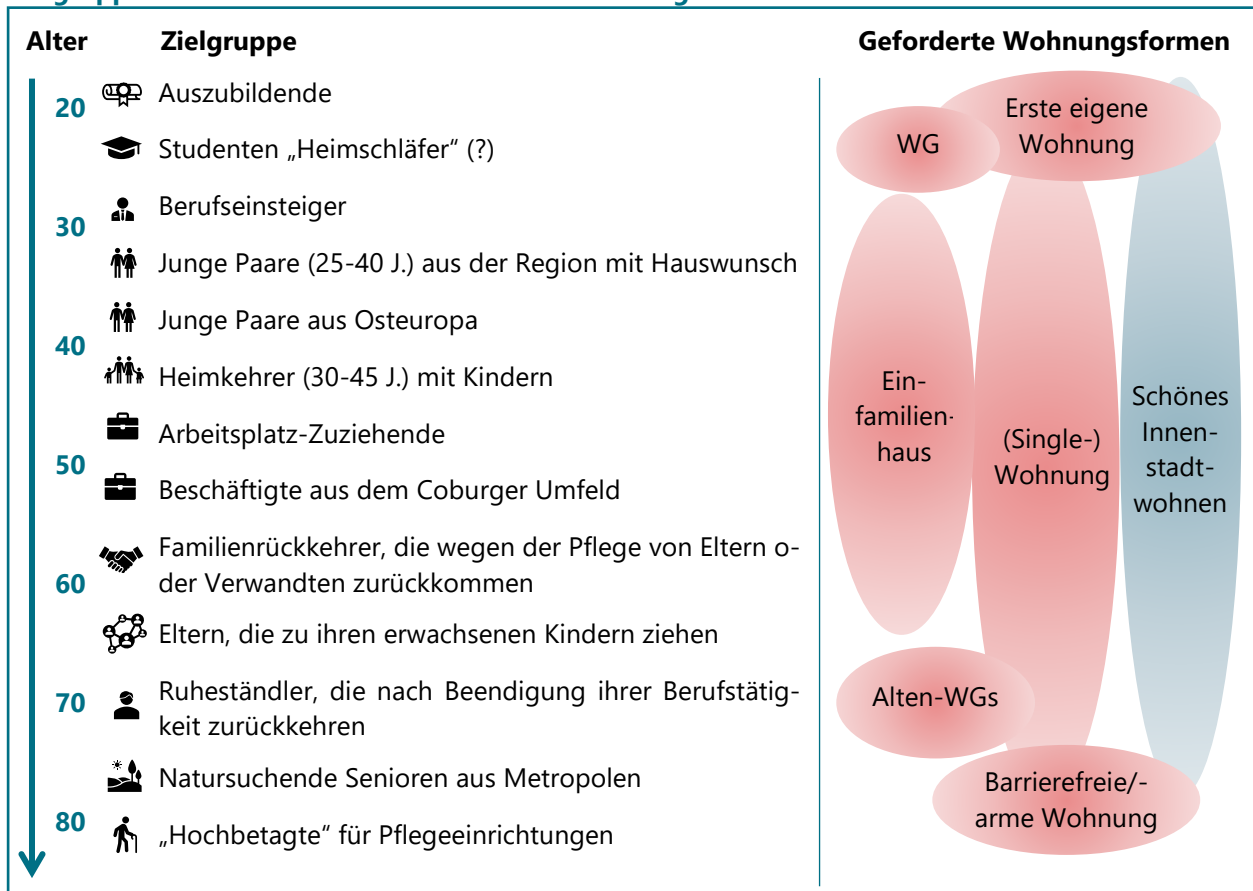 Alter
Zielgruppe
Geforderte Wohnungsformen
20
Auszubildende
Studenten „Heimschläfer“ (?)
30
Berufseinsteiger
Junge Paare (25-40 J.) aus der Region mit Hauswunsch
Junge Paare aus Osteuropa
40
Heimkehrer (30-45 J.) mit Kindern
Arbeitsplatz-Zuziehende
50
Beschäftigte aus dem Coburger Umfeld
Familienrückkehrer, die wegen der Pflege von Eltern o-
der Verwandten zurückkommen
60
Eltern, die zu ihren erwachsenen Kindern ziehen
70
Ruheständler, die nach Beendigung ihrer Berufstätig-
keit zurückkehren
Natursuchende Senioren aus Metropolen
80
„Hochbetagte“ für Pflegeeinrichtungen
WG
Erste eigene
Wohnung
Ein-
familien-
haus
(Single-)
Wohnung
Schönes
Innen-
stadt-
wohnen
Alten-WGs
Barrierefreie/-
arme Wohnung